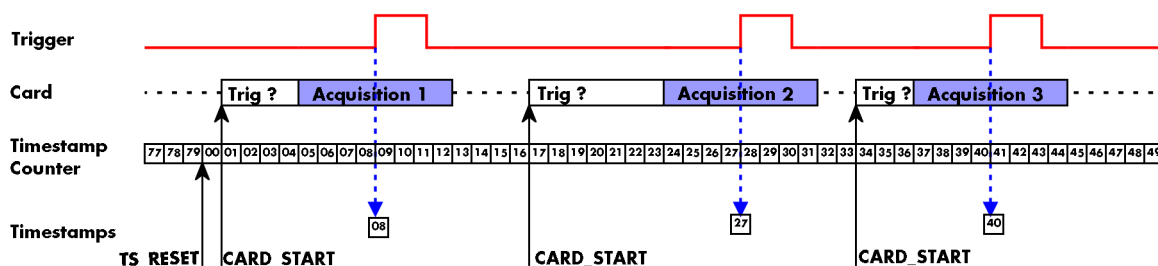 Trigger
Card
Trig ? Acquisition 1 Trig ? Acquisition 2 Trig ? Acquisition 3
Timestamp
Counter
77 78 79 00 01 02 03 04 05 06 07 08 09 10 11 12 13 14 15 16 17 18 19 20 21 22 23 24 25 26 27 28 29 30 31 32 33 34 35 36 37 38 39 40 41 42 43 44 45 46 47 48 49
Timestamps
08 27 40
TS_RESET CARD_START CARD_START CARD_START